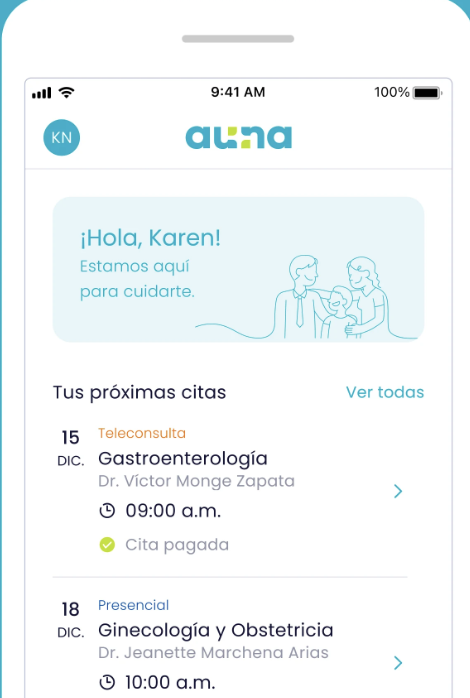 9:41 AM
100%
KN
auna
¡Hola, Karen!
Estamos aquí
para cuidarte.
Tus próximas citas
Ver todas
15
DIC.
Teleconsulta
Gastroenterología
Dr. Víctor Monge Zapata
09:00 a.m.
Cita pagada
18
DIC.
Presencial
Ginecología y Obstetricia
Dr. Jeanette Marchena Arias
10:00 a.m.